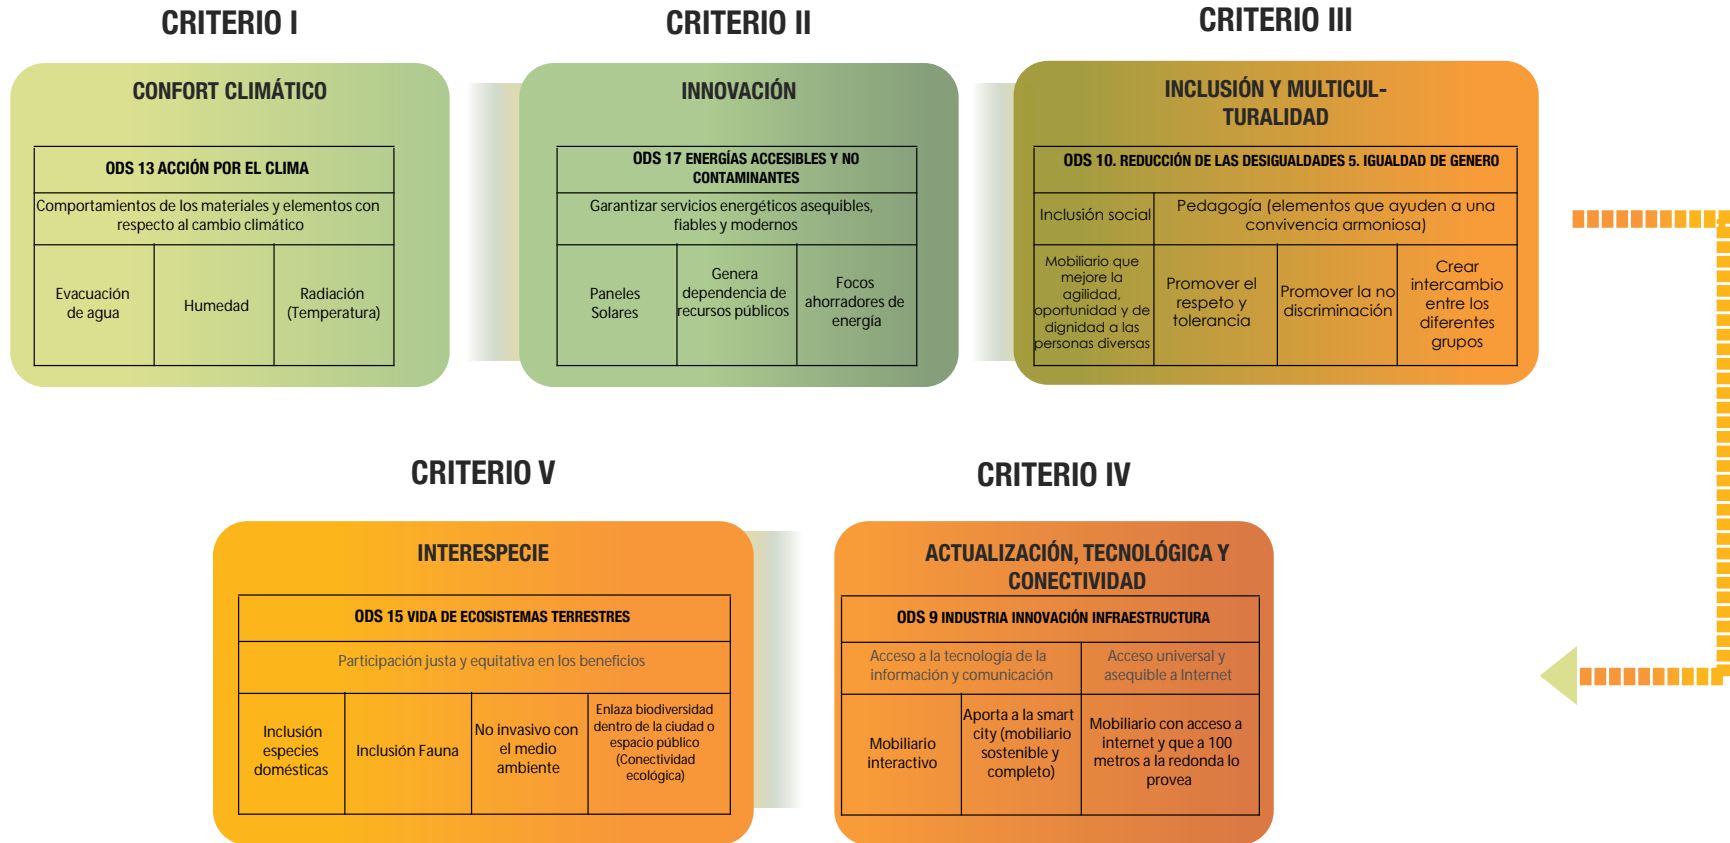 CRITERIO I
CONFORT CLIMÁTICO
ODS 13 ACCIÓN POR EL CLIMA
Comportamientos de los materiales y elementos con
respecto al cambio climático
Evacuación
de agua
Humedad
Radiación
(Temperatura)
CRITERIO II
INNOVACIÓN
ODS 17 ENERGÍAS ACCESIBLES Y NO
CONTAMINANTES
Garantizar servicios energéticos asequibles,
fiables y modernos
Paneles
Solares
Genera
dependencia de
recursos públicos
Focos
ahorradores de
energía
CRITERIO III
INCLUSIÓN Y MULTICUL-
TURALIDAD
ODS 10. REDUCCIÓN DE LAS DESIGUALDADES 5. IGUALDAD DE GENERO
Inclusión social
Pedagogía (elementos que ayuden a una
convivencia armoniosa)
Mobiliario que
mejore la
agilidad,
oportunidad y de
dignidad a las
personas diversas
Promover el
respeto y
tolerancia
Promover la no
discriminación
Crear
intercambio
entre los
diferentes
grupos
CRITERIO V
INTERESPECIE
ODS 15 VIDA DE ECOSISTEMAS TERRESTRES
Participación justa y equitativa en los beneficios
Inclusión
especies
domésticas
Inclusión Fauna
No invasivo con
el medio
ambiente
Enlaza biodiversidad
dentro de la ciudad o
espacio público
(Conectividad
ecológica)
CRITERIO IV
ACTUALIZACIÓN, TECNOLÓGICA Y
CONECTIVIDAD
ODS 9 INDUSTRIA INNOVACIÓN INFRAESTRUCTURA
Acceso a la tecnología de la
información y comunicación
Acceso universal y
asequible a Internet
Mobiliario
interactivo
Aporta a la smart
city (mobiliario
sostenible y
completo)
Mobiliario con acceso a
internet y que a 100
metros a la redonda lo
provea